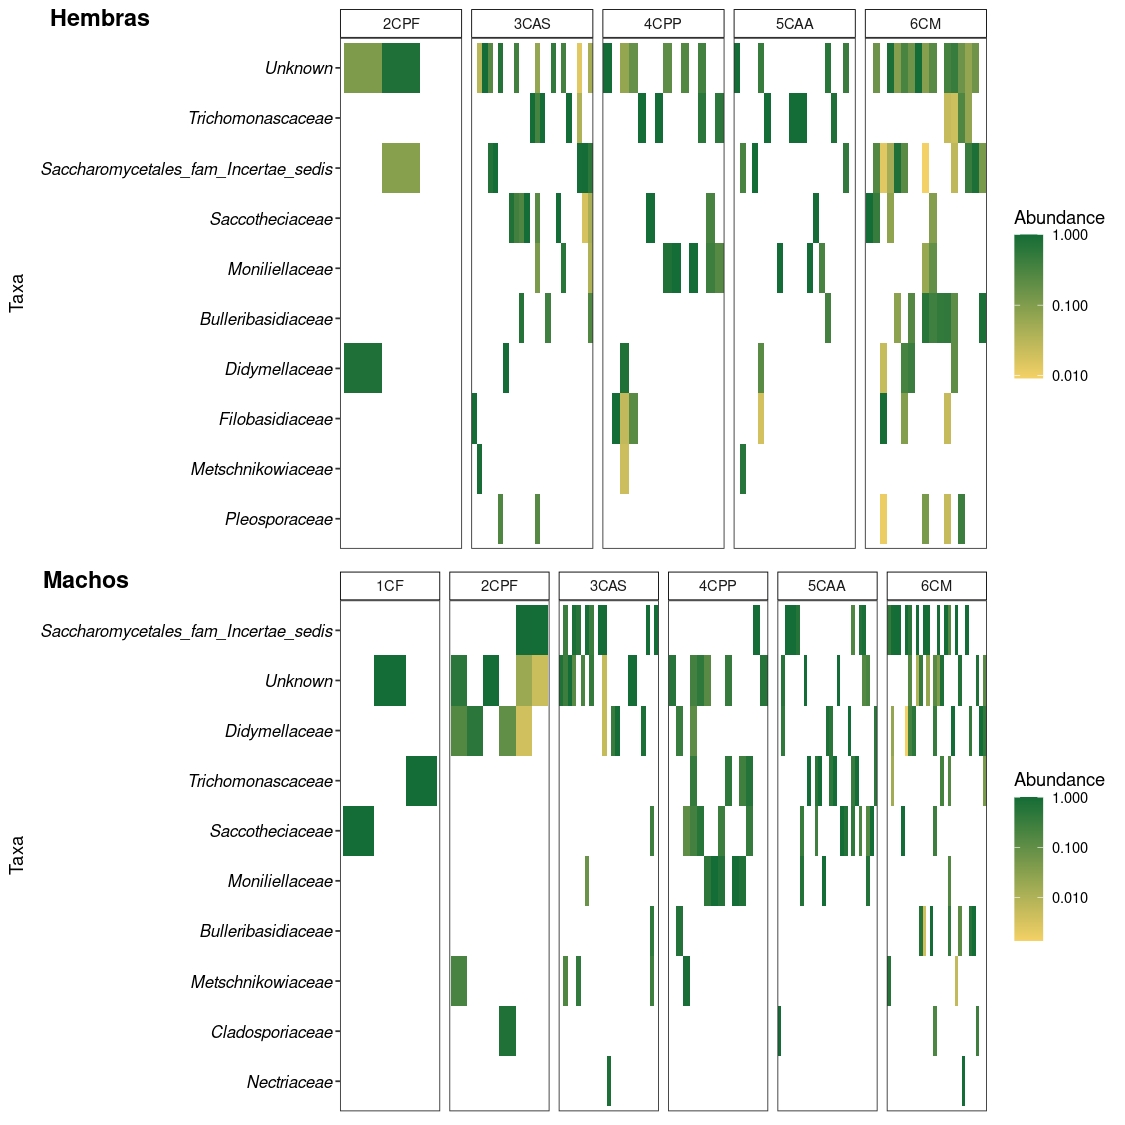 Hembras
2CPF 3CAS 4CPP 5CAA 6CM
Unknown
Trichomonascaceae
Saccharomycetales_fam_Incertae_sedis
Saccotheciaceae
Moniliellaceae
Bulleribasidiaceae
Didymellaceae
Filobasidiaceae
Metschnikowiaceae
Pleosporaceae
Taxa
Abundance
1.000
0.100
0.010
Machos
1CF 2CPF 3CAS 4CPP 5CAA 6CM
Saccharomycetales_fam_Incertae_sedis
Unknown
Didymellaceae
Trichomonascaceae
Saccotheciaceae
Moniliellaceae
Bulleribasidiaceae
Metschnikowiaceae
Cladosporiaceae
Nectriaceae
Taxa
Abundance
1.000
0.100
0.010